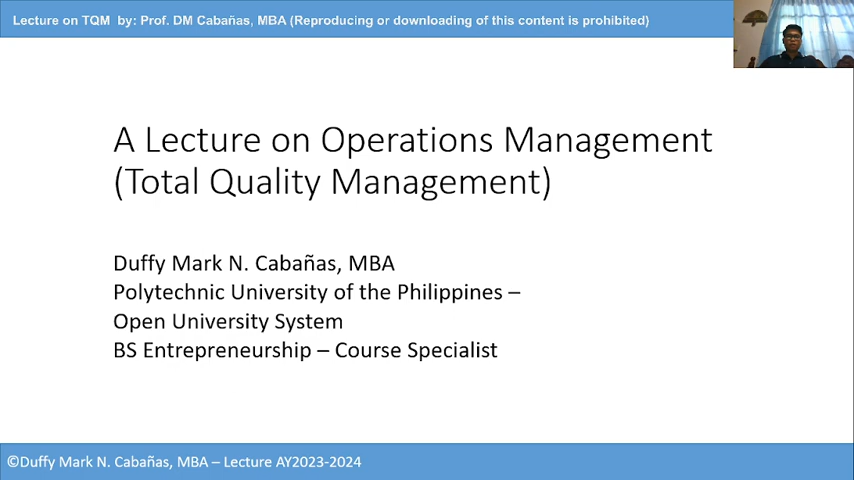 Lecture on TQM by: Prof. DM Cabañas, MBA (Reproducing or downloading of this content is prohibited)
A Lecture on Operations Management
(Total Quality Management)
Duffy Mark N. Cabañas, MBA
Polytechnic University of the Philippines –
Open University System
BS Entrepreneurship – Course Specialist
©Duffy Mark N. Cabañas, MBA – Lecture AY2023-2024